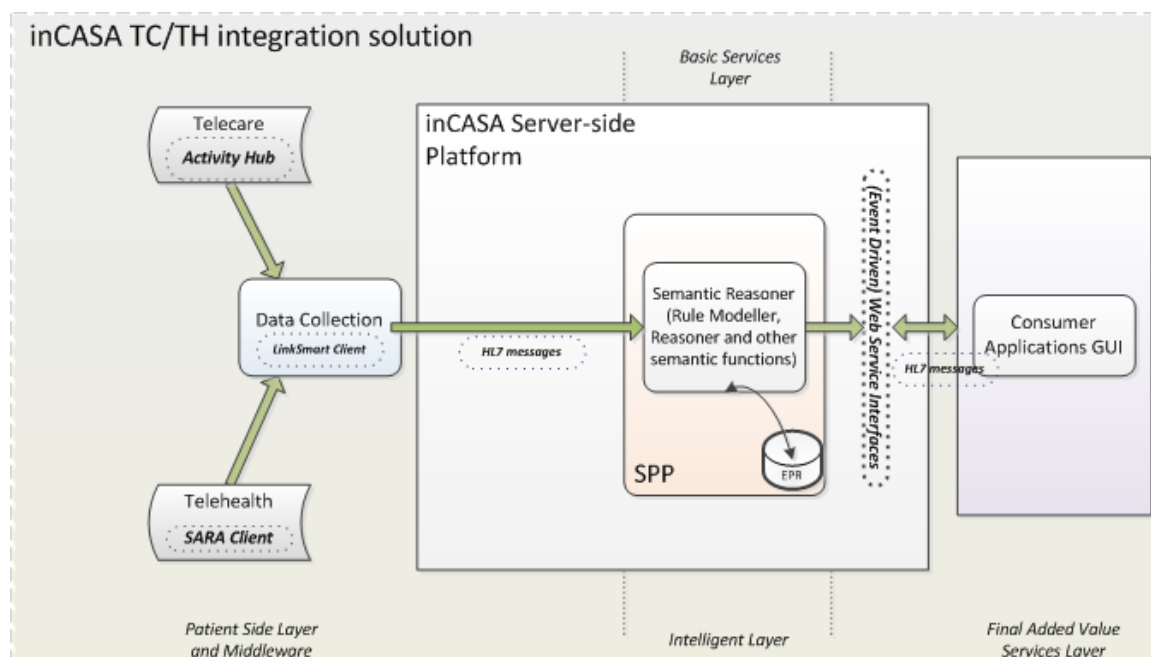 inCASA TC/TH integration solution
Basic Services
Layer
Telecare
Activity Hub
inCASA Server-side
Platform
Data Collection
LinkSmart Client
HL7 messages
Semantic Reasoner
(Rule Modeller,
Reasoner and other
semantic functions)
EPR
SPP
(Event Driven) Web Service Interfaces
HL7 messages
Consumer
Applications GUI
Telehealth
SARA Client
Patient Side Layer
and Middleware
Intelligent Layer
Final Added Value
Services Layer